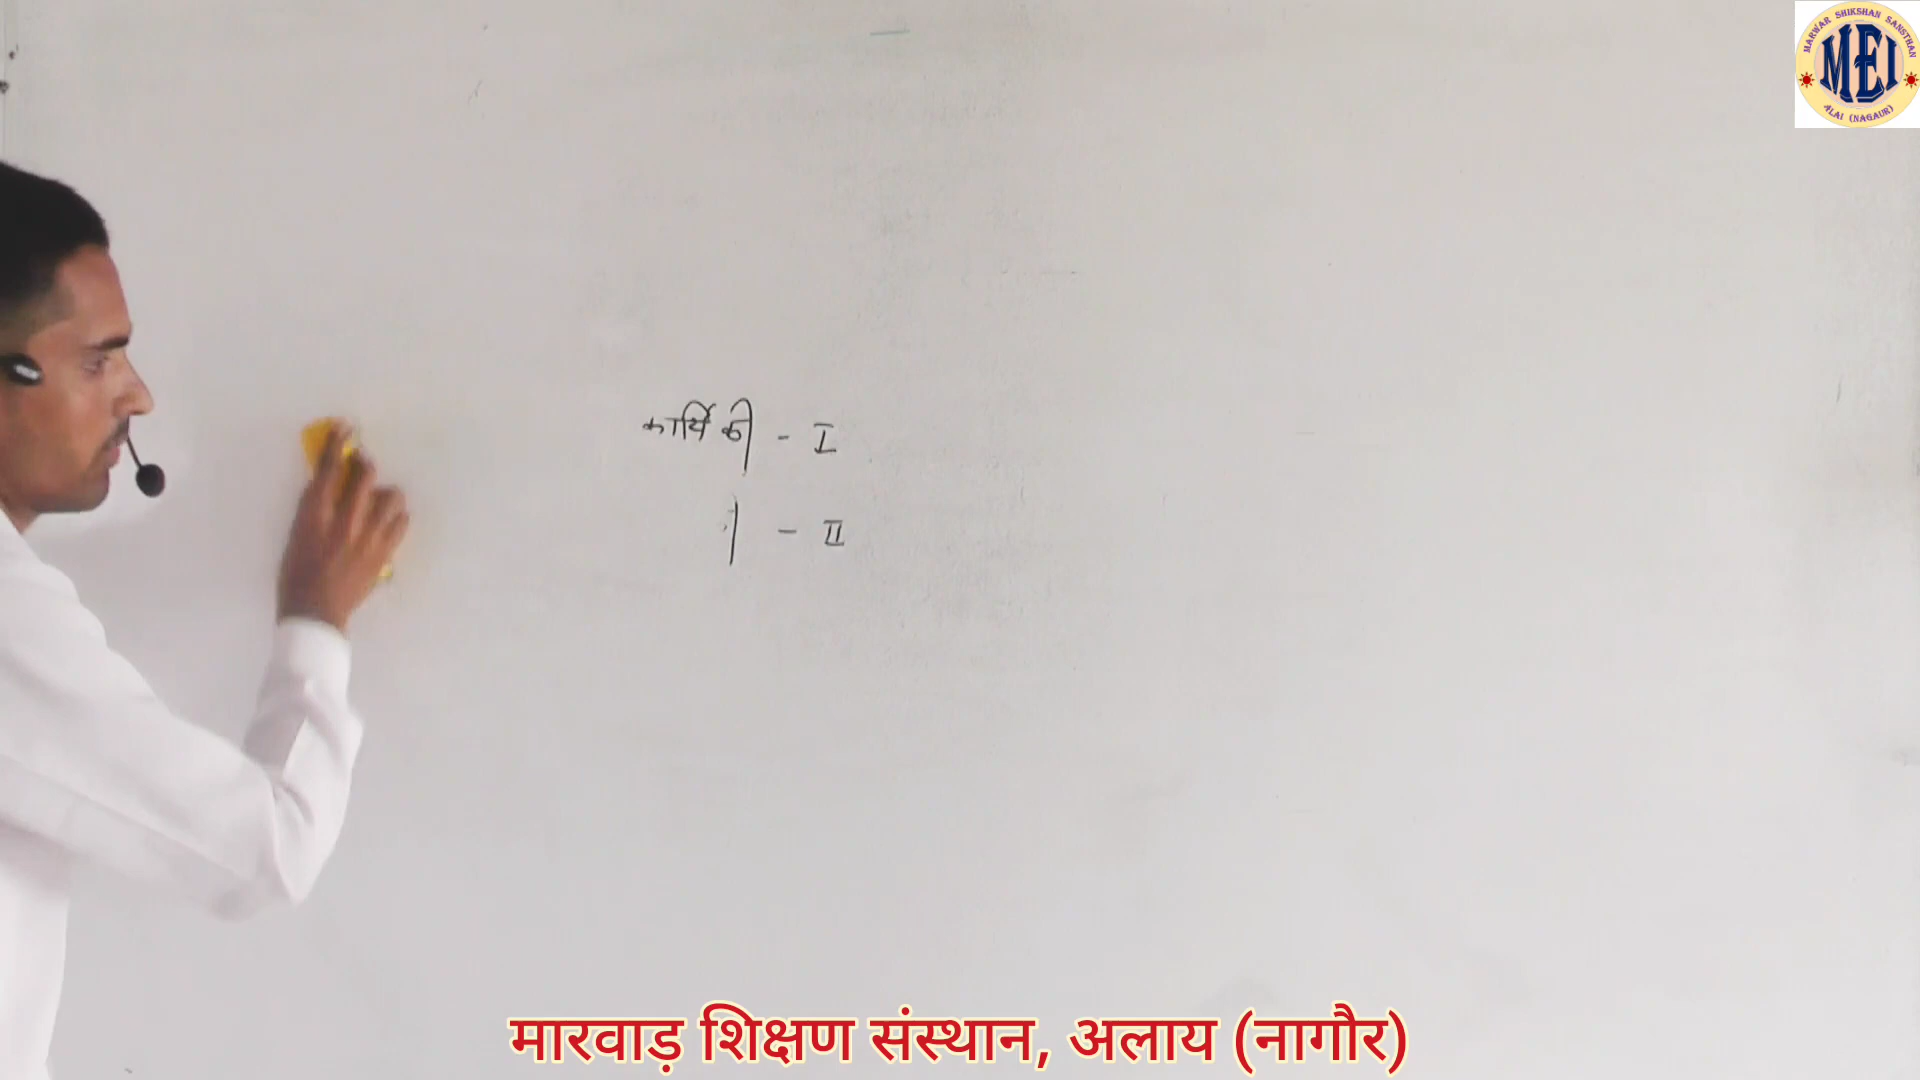 MARWAR SHIKSHAN SANSTHAN
MEI
ALAI (NAGAUR)
कार्यिकी - I
- II
मारवाड़ शिक्षण संस्थान, अलाय (नागौर)